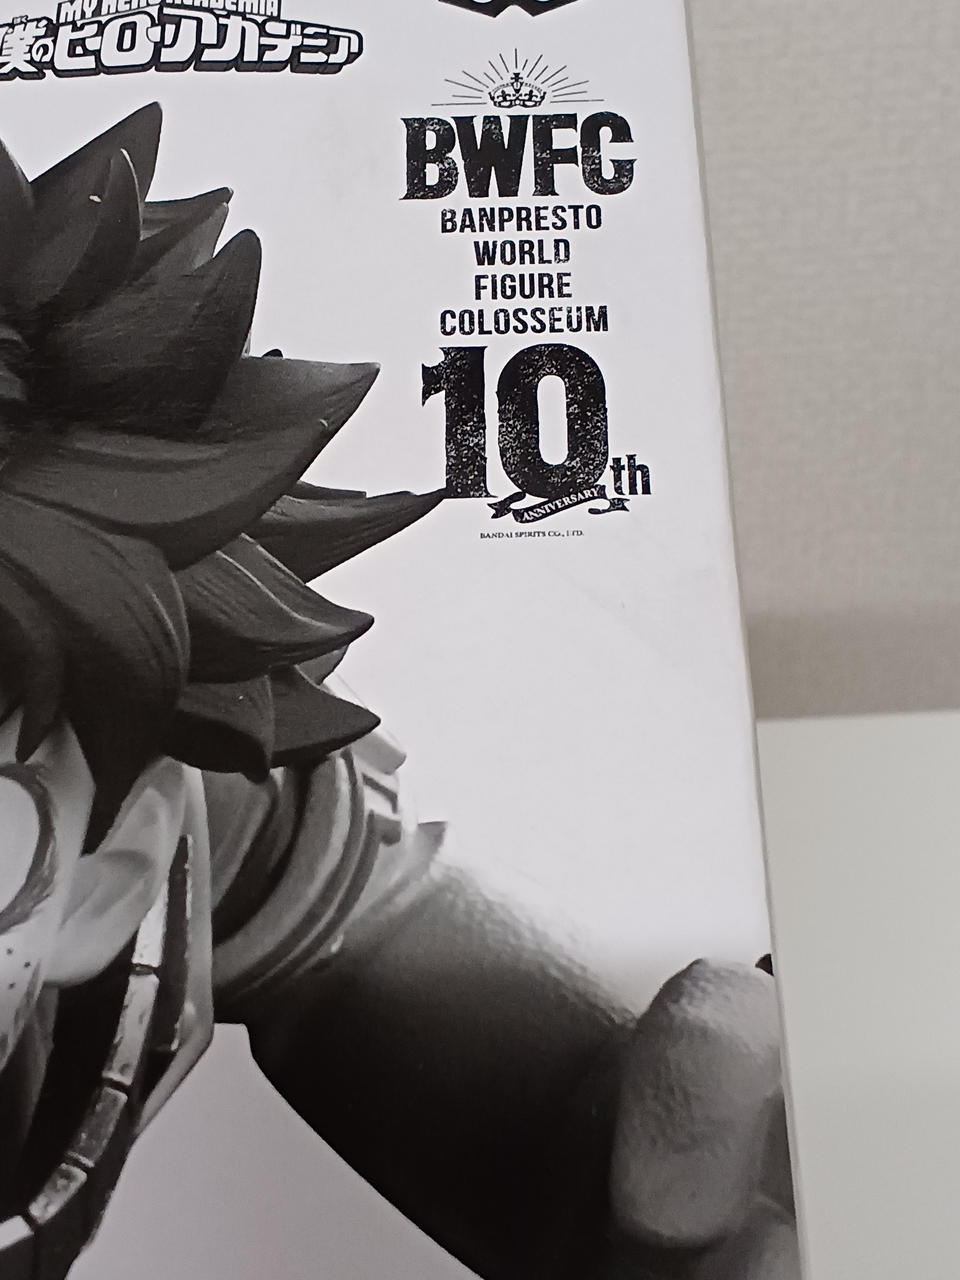 MY HERO ACADEMIA
僕のヒーローアカデミア
BWFC
BANPRESTO
WORLD
FIGURE
COLOSSEUM
10th
ANNIVERSARY
BANDAI SPIRITS CO., LTD.